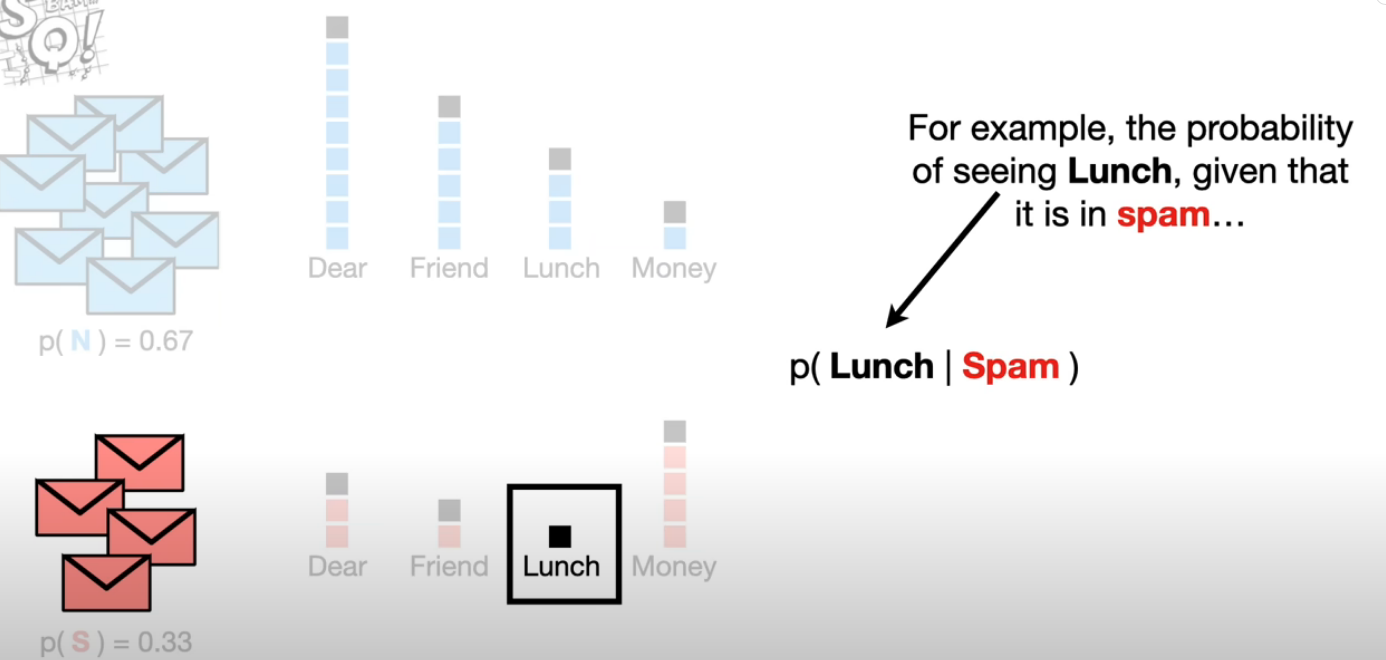 BAM!!
SQ!
For example, the probability
of seeing Lunch, given that
it is in spam...
Dear Friend Lunch Money
p( N ) = 0.67
p( Lunch | Spam )
Dear Friend Lunch Money
p( S ) = 0.33